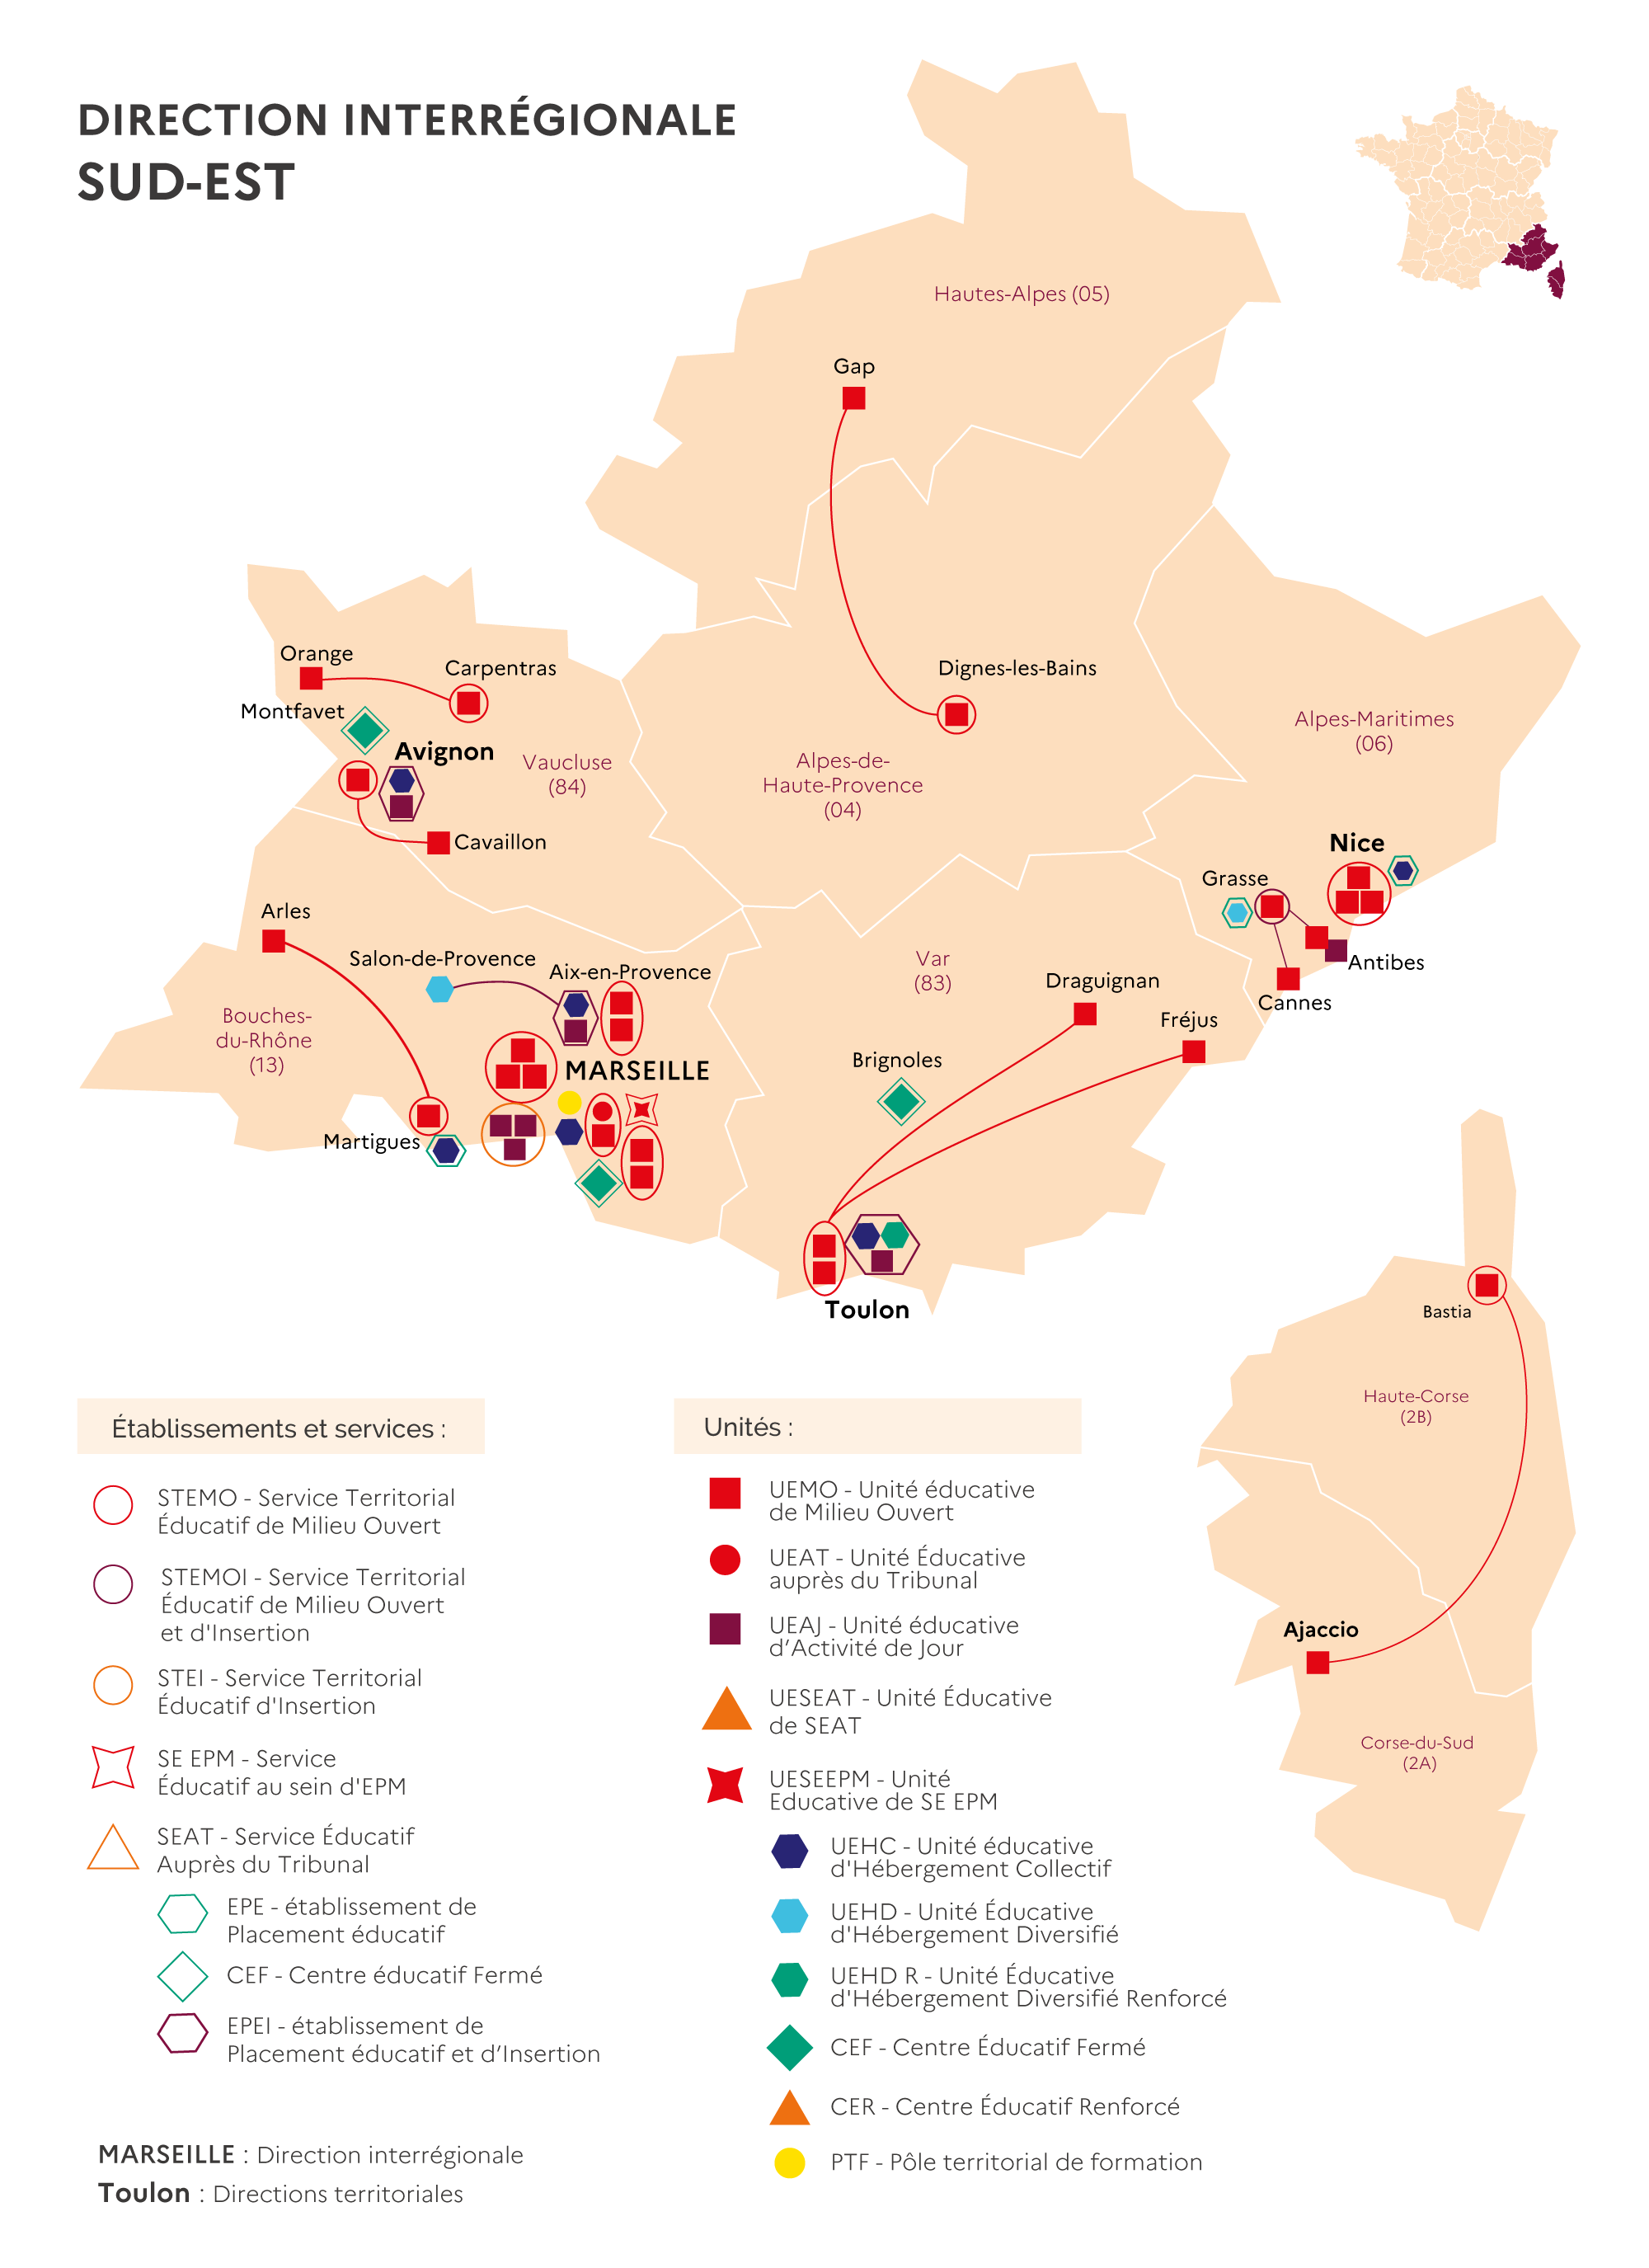 DIRECTION INTERRÉGIONALE
SUD-EST
Hautes-Alpes (05)
Gap
Orange
Carpentras
Dignes-les-Bains
Montfavet
Avignon
Vaucluse
(84)
Alpes-de-
Haute-Provence
(04)
Alpes-Maritimes
(06)
Cavaillon
Nice
Grasse
Arles
Salon-de-Provence
Aix-en-Provence
Var
(83)
Antibes
Draguignan
Cannes
Bouches-
du-Rhône
(13)
Fréjus
Brignoles
MARSEILLE
Martigues
Toulon
Bastia
Haute-Corse
(2B)
Ajaccio
Corse-du-Sud
(2A)
Établissements et services :
STEMO - Service Territorial
Éducatif de Milieu Ouvert
STEMOI - Service Territorial
Éducatif de Milieu Ouvert
et d'Insertion
STEI - Service Territorial
Éducatif d'Insertion
SE EPM - Service
Éducatif au sein d'EPM
SEAT - Service Éducatif
Auprès du Tribunal
EPE - établissement de
Placement éducatif
CEF - Centre éducatif Fermé
EPEI - établissement de
Placement éducatif et d’Insertion
MARSEILLE : Direction interrégionale
Toulon : Directions territoriales
Unités :
UEMO - Unité éducative
de Milieu Ouvert
UEAT - Unité Éducative
auprès du Tribunal
UEAJ - Unité éducative
d’Activité de Jour
UESEAT - Unité Éducative
de SEAT
UESEEPM - Unité
Educative de SE EPM
UEHC - Unité éducative
d'Hébergement Collectif
UEHD - Unité Éducative
d'Hébergement Diversifié
UEHD R - Unité Éducative
d'Hébergement Diversifié Renforcé
CEF - Centre Éducatif Fermé
CER - Centre Éducatif Renforcé
PTF - Pôle territorial de formation